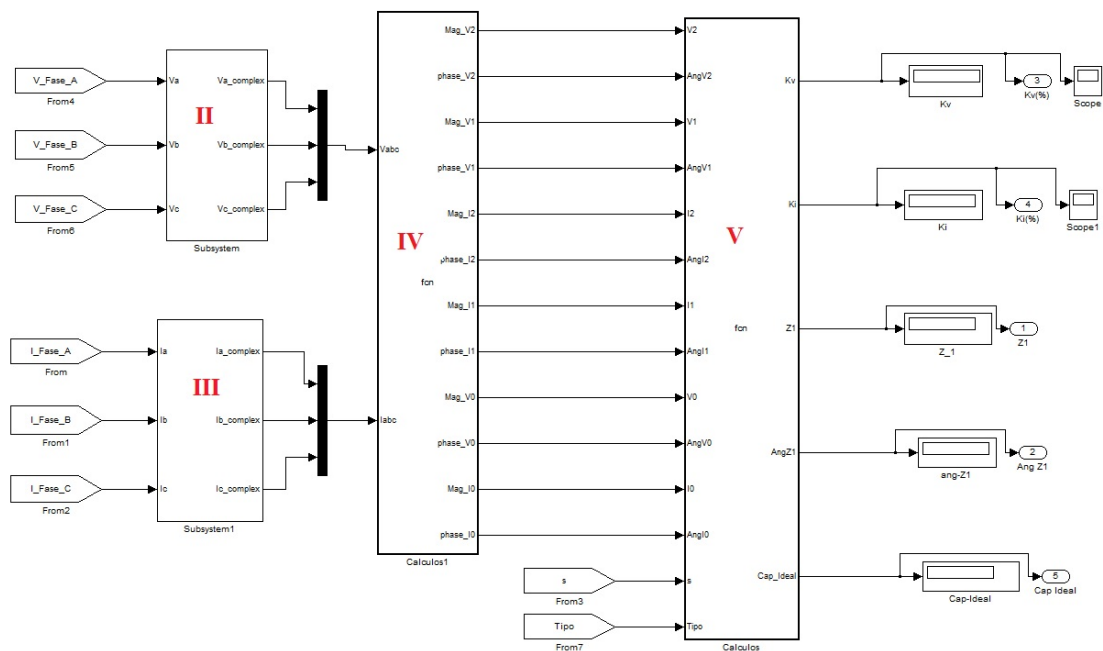 V_Fase_A
From4
V_Fase_B
From5
V_Fase_C
From6
Va
Vb
Vc
II
Va_complex
Vb_complex
Vc_complex
Subsystem
I_Fase_A
From
I_Fase_B
From1
I_Fase_C
From2
Ia
Ib
Ic
III
Ia_complex
Ib_complex
Ic_complex
Subsystem1
Vabc
Iabc
IV
fcn
Mag_V2
phase_V2
Mag_V1
phase_V1
Mag_I2
phase_I2
Mag_I1
phase_I1
Mag_V0
phase_V0
Mag_I0
phase_I0
Calculos1
s
From3
Tipo
From7
V2
AngV2
V1
AngV1
I2
AngI2
I1
AngI1
V0
AngV0
I0
AngI0
s
Tipo
V
fcn
Kv
Ki
Z1
AngZ1
Cap_Ideal
Calculos
Kv
3
Kv(%)
Scope
Ki
4
Ki(%)
Scope1
Z_1
1
Z1
ang-Z1
2
Ang Z1
Cap-Ideal
5
Cap Ideal